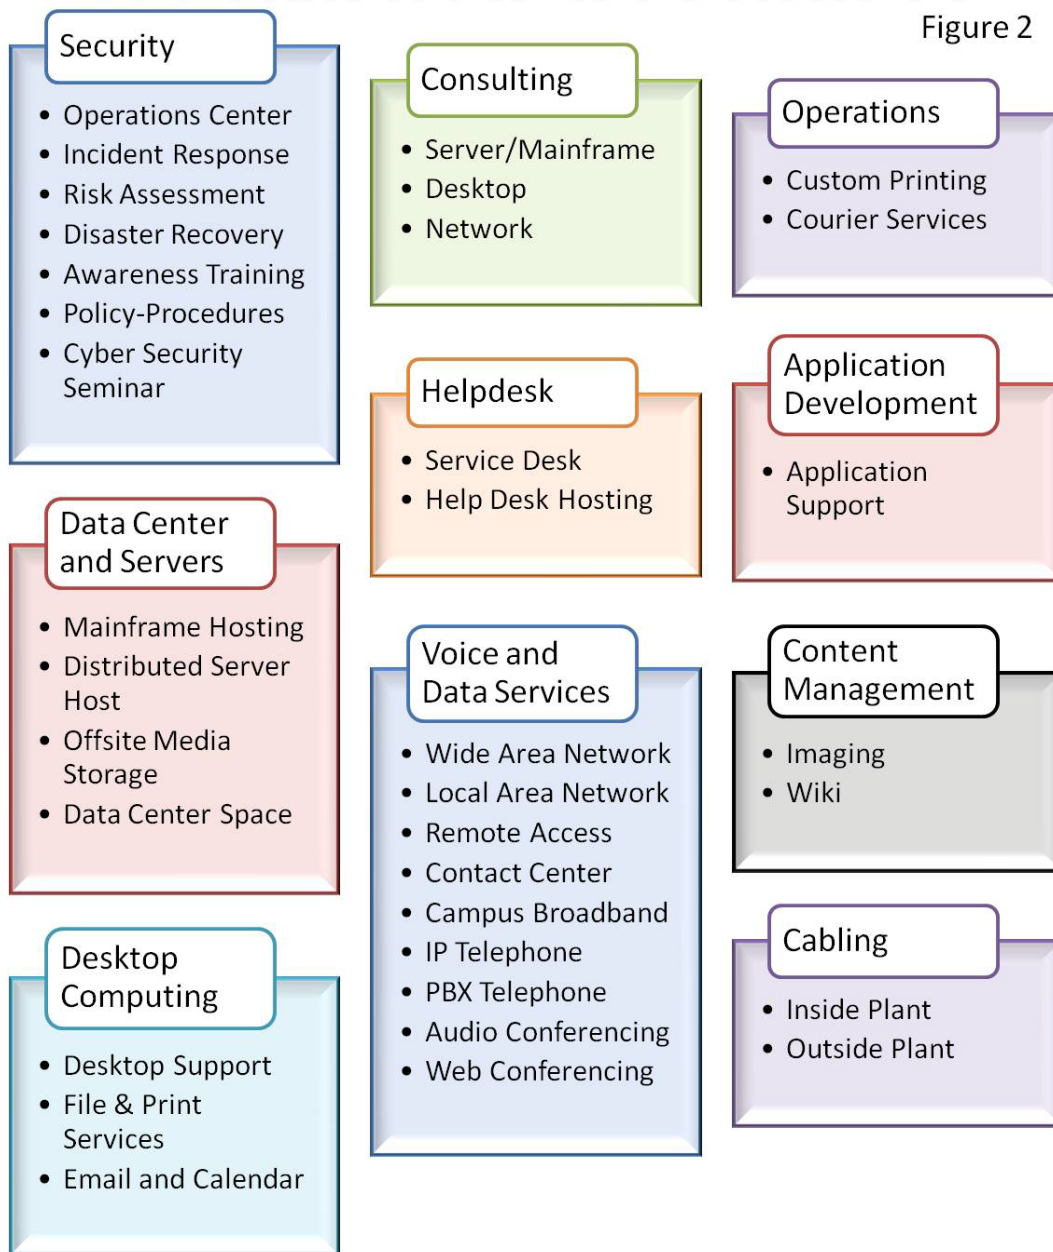 Figure 2
Security
• Operations Center
• Incident Response
• Risk Assessment
• Disaster Recovery
• Awareness Training
• Policy-Procedures
• Cyber Security
Seminar
Data Center
and Servers
• Mainframe Hosting
• Distributed Server
Host
• Offsite Media
Storage
• Data Center Space
Desktop
Computing
• Desktop Support
• File & Print
Services
• Email and Calendar
Consulting
• Server/Mainframe
• Desktop
• Network
Helpdesk
• Service Desk
• Help Desk Hosting
Voice and
Data Services
• Wide Area Network
• Local Area Network
• Remote Access
• Contact Center
• Campus Broadband
• IP Telephone
• PBX Telephone
• Audio Conferencing
• Web Conferencing
Operations
• Custom Printing
• Courier Services
Application
Development
• Application
Support
Content
Management
• Imaging
• Wiki
Cabling
• Inside Plant
• Outside Plant